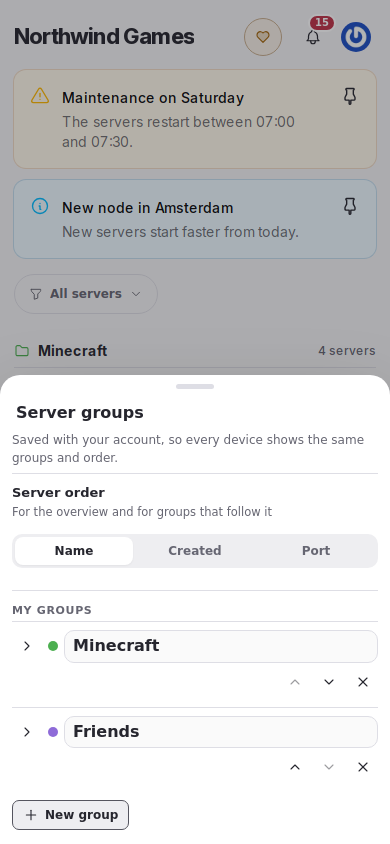 Northwind Games
15
Maintenance on Saturday
The servers restart between 07:00
and 07:30.
New node in Amsterdam
New servers start faster from today.
All servers
Minecraft
4 servers
Server groups
Saved with your account, so every device shows the same
groups and order.
Server order
For the overview and for groups that follow it
Name
Created
Port
MY GROUPS
Minecraft
Friends
New group